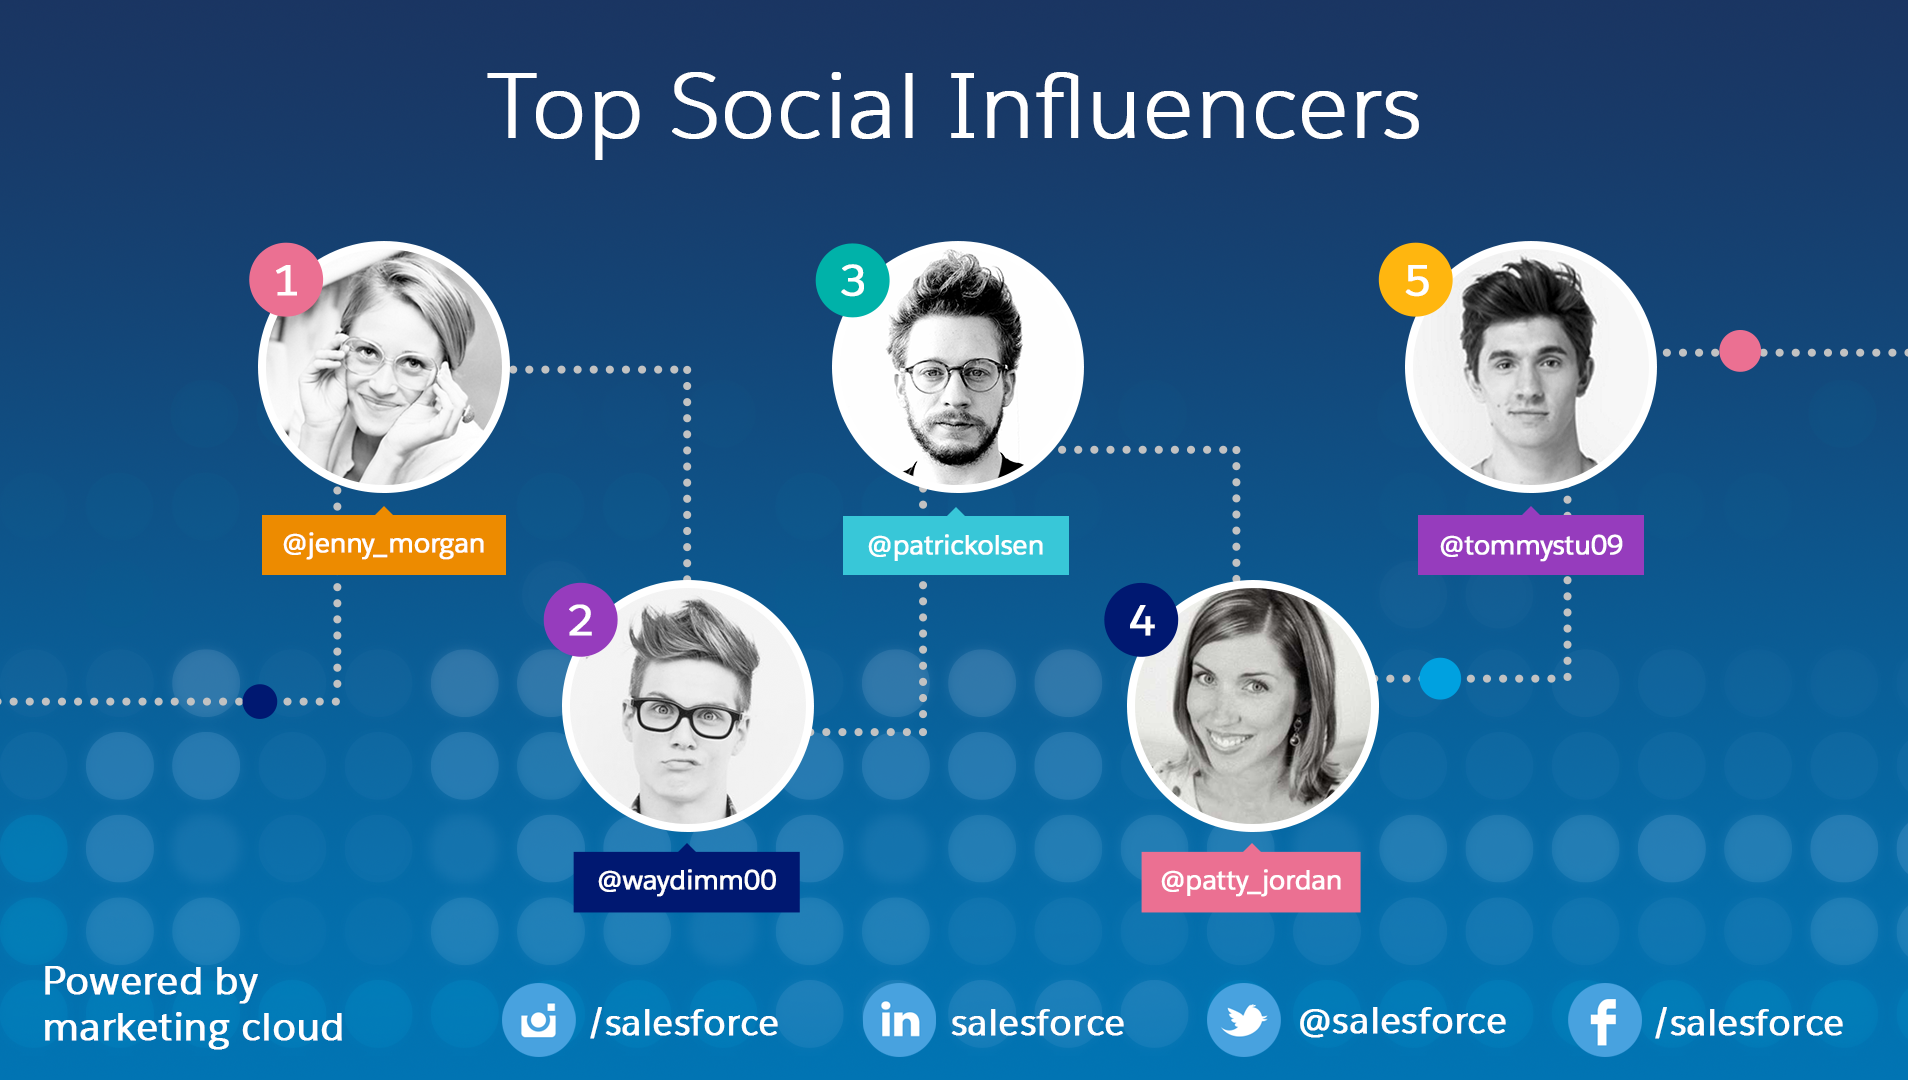 Top Social Influencers
1
@jenny_morgan
2
@waydimm00
3
@patrickolsen
4
@patty_jordan
5
@tommystu09
Powered by
marketing cloud
/salesforce
in salesforce
@salesforce
f /salesforce